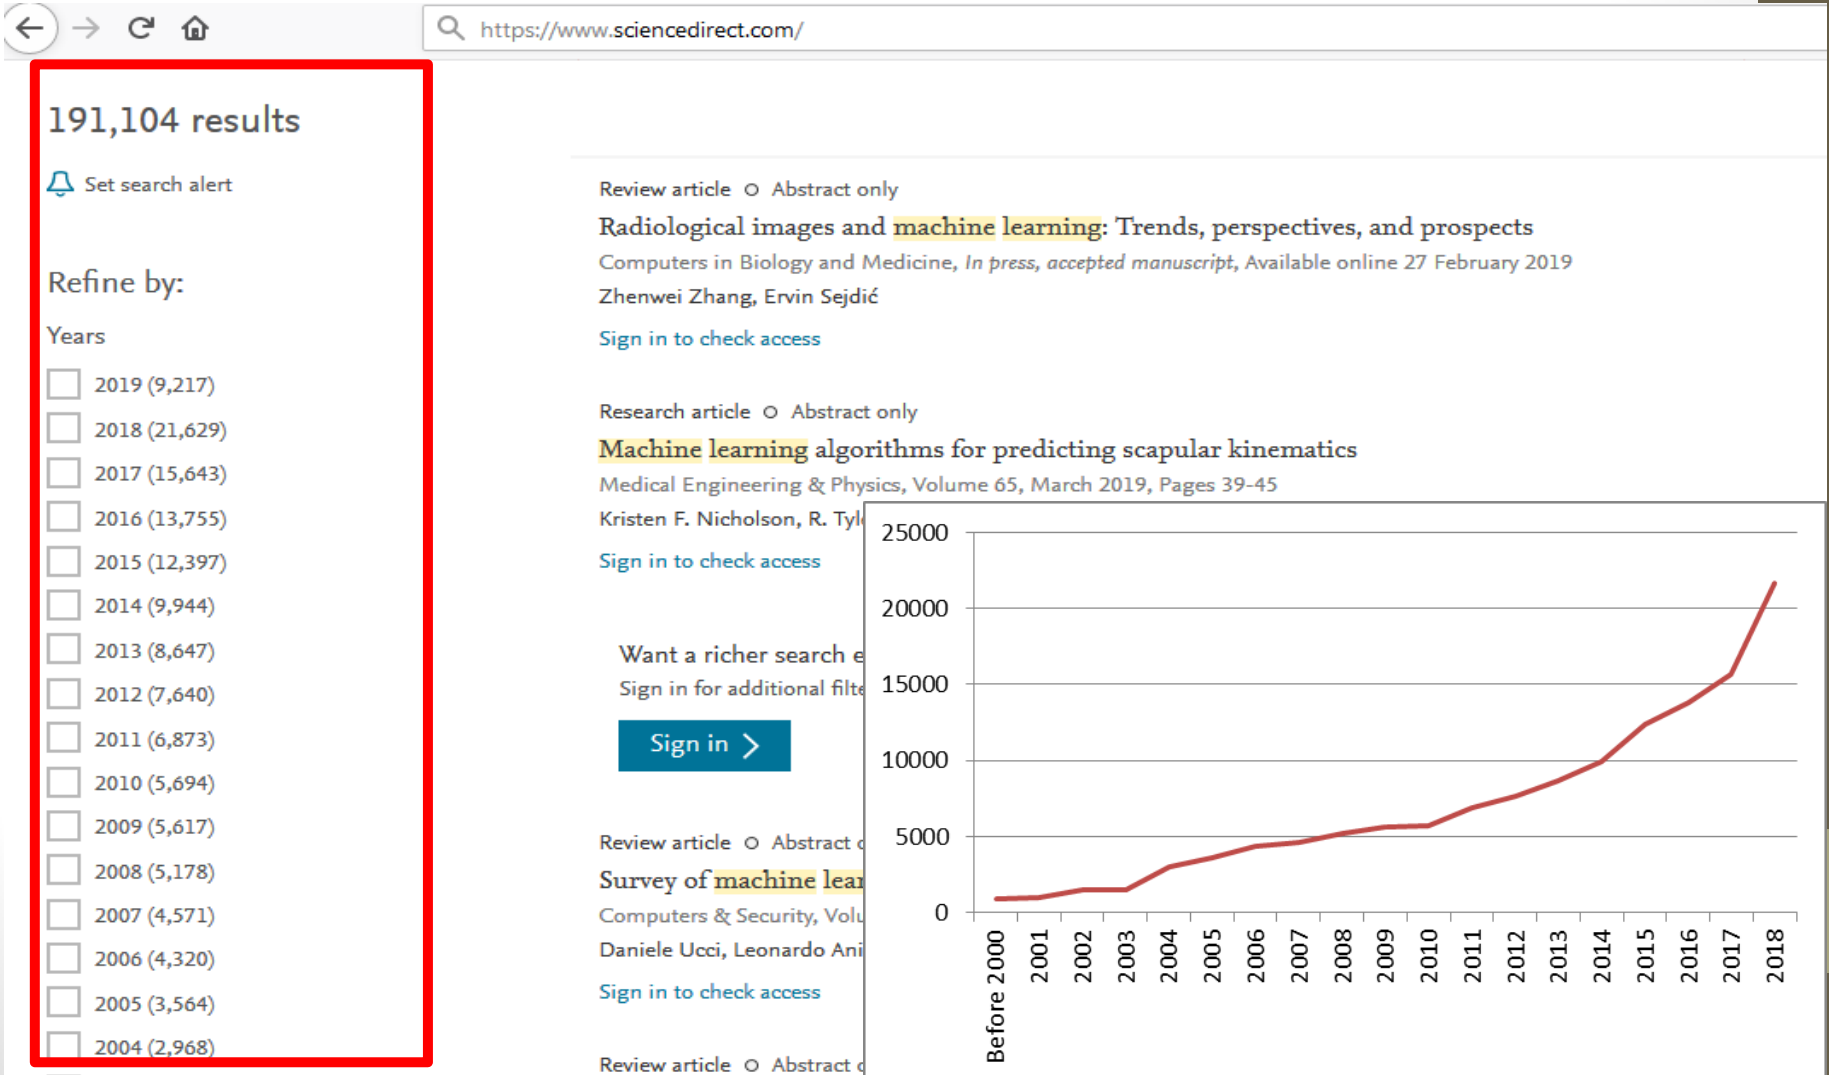 https://www.sciencedirect.com/
191,104 results
Set search alert
Refine by:
Years
2019 (9,217)
2018 (21,629)
2017 (15,643)
2016 (13,755)
2015 (12,397)
2014 (9,944)
2013 (8,647)
2012 (7,640)
2011 (6,873)
2010 (5,694)
2009 (5,617)
2008 (5,178)
2007 (4,571)
2006 (4,320)
2005 (3,564)
2004 (2,968)
Review article Abstract only
Radiological images and machine learning: Trends, perspectives, and prospects
Computers in Biology and Medicine, In press, accepted manuscript, Available online 27 February 2019
Zhenwei Zhang, Ervin Sejdić
Sign in to check access
Research article Abstract only
Machine learning algorithms for predicting scapular kinematics
Medical Engineering & Physics, Volume 65, March 2019, Pages 39-45
Kristen F. Nicholson, R.
Sign in to check access
Want a richer search
Sign in for additional
Sign in
Review article Abstract
Survey of machine
Computers & Security,
Daniele Ucci, Leonardo
Sign in to check access
Review article Abstract
25000
20000
15000
10000
5000
0
Before 2000
2001
2002
2003
2004
2005
2006
2007
2008
2009
2010
2011
2012
2013
2014
2015
2016
2017
2018